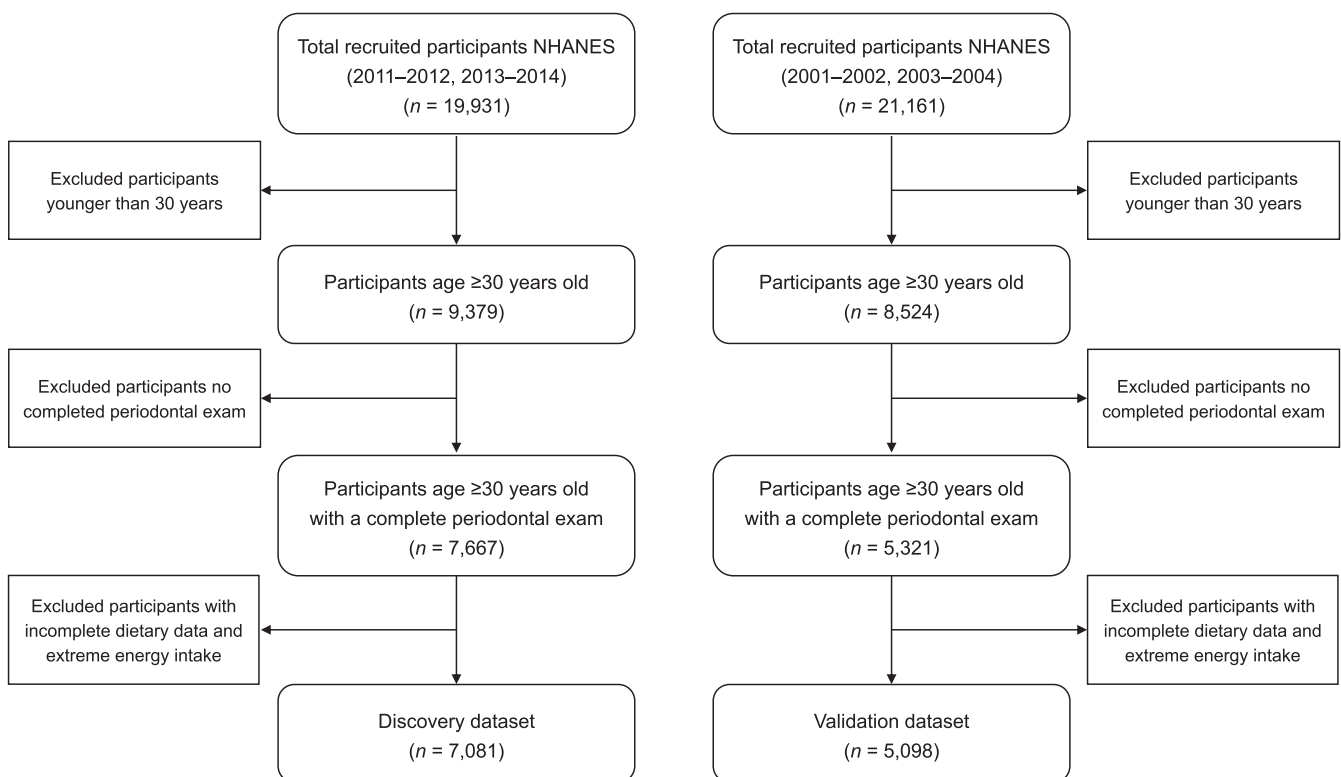 Total recruited participants NHANES
(2011–2012, 2013–2014)
(n = 19,931)
Excluded participants
younger than 30 years
Participants age ≥30 years old
(n = 9,379)
Excluded participants no
completed periodontal exam
Participants age ≥30 years old
with a complete periodontal exam
(n = 7,667)
Excluded participants with
incomplete dietary data and
extreme energy intake
Discovery dataset
(n = 7,081)
Total recruited participants NHANES
(2001–2002, 2003–2004)
(n = 21,161)
Excluded participants
younger than 30 years
Participants age ≥30 years old
(n = 8,524)
Excluded participants no
completed periodontal exam
Participants age ≥30 years old
with a complete periodontal exam
(n = 5,321)
Excluded participants with
incomplete dietary data and
extreme energy intake
Validation dataset
(n = 5,098)